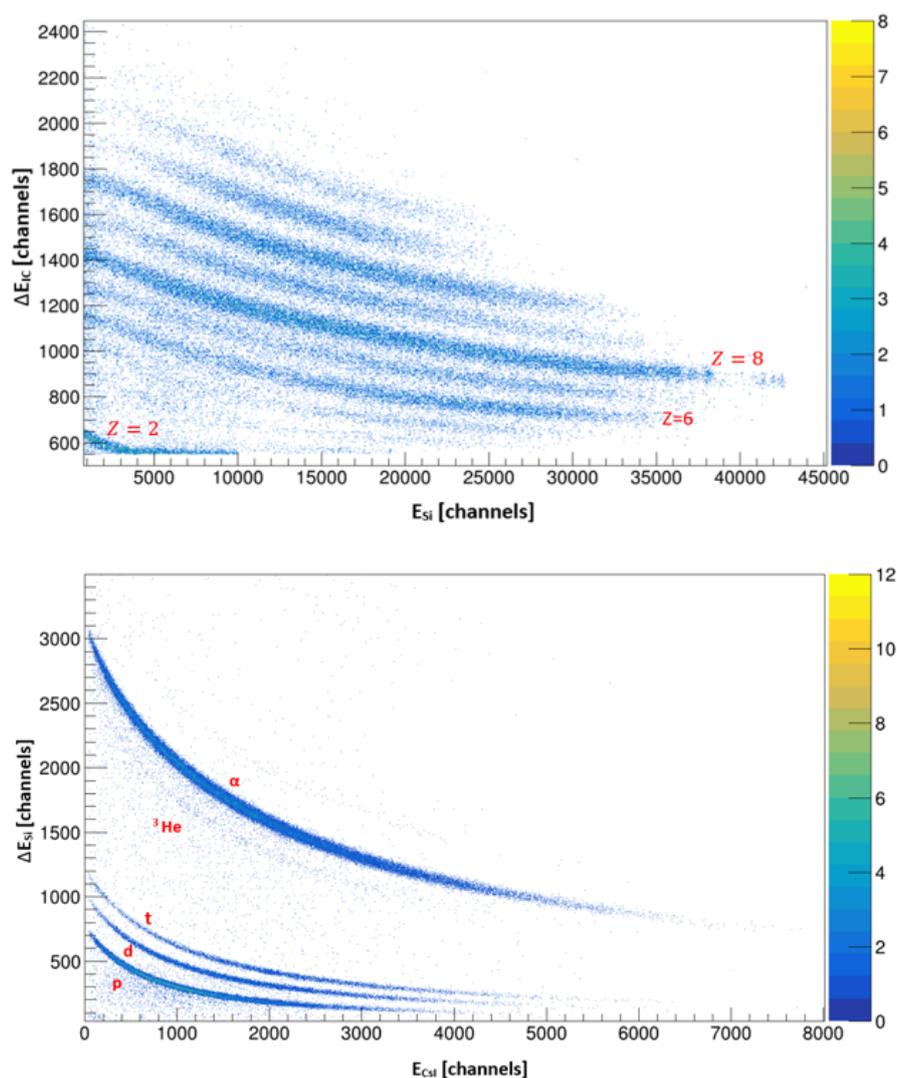 2400
2200
2000
1800
1600
1400
1200
1000
800
600
ΔE_IC [channels]
Z = 8
Z=6
Z = 2
5000 10000 15000 20000 25000 30000 35000 40000 45000
E_Si [channels]
8
7
6
5
4
3
2
1
0
3000
2500
2000
1500
1000
500
ΔE_Si [channels]
α
³He
t
d
p
0 1000 2000 3000 4000 5000 6000 7000 8000
E_CsI [channels]
12
10
8
6
4
2
0